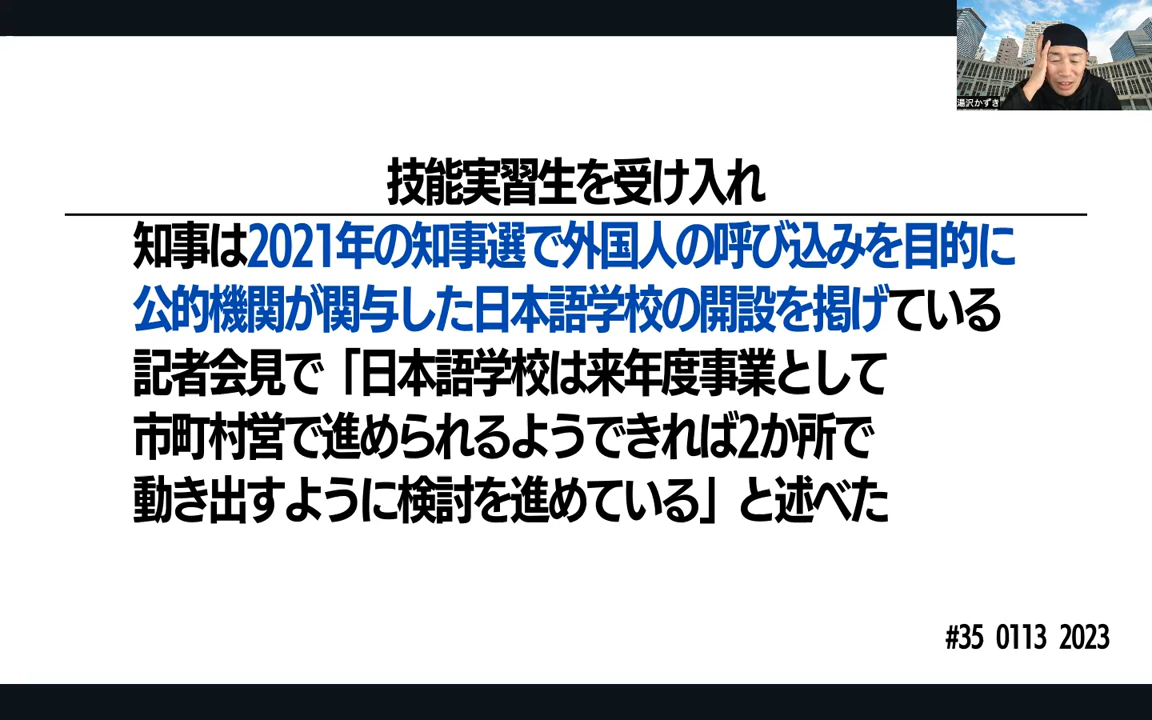 湯沢かずき
技能実習生を受け入れ
知事は2021年の知事選で外国人の呼び込みを目的に
公的機関が関与した日本語学校の開設を掲げている
記者会見で「日本語学校は来年度事業として
市町村営で進められるようできれば2か所で
動き出すように検討を進めている」と述べた
#35 0113 2023